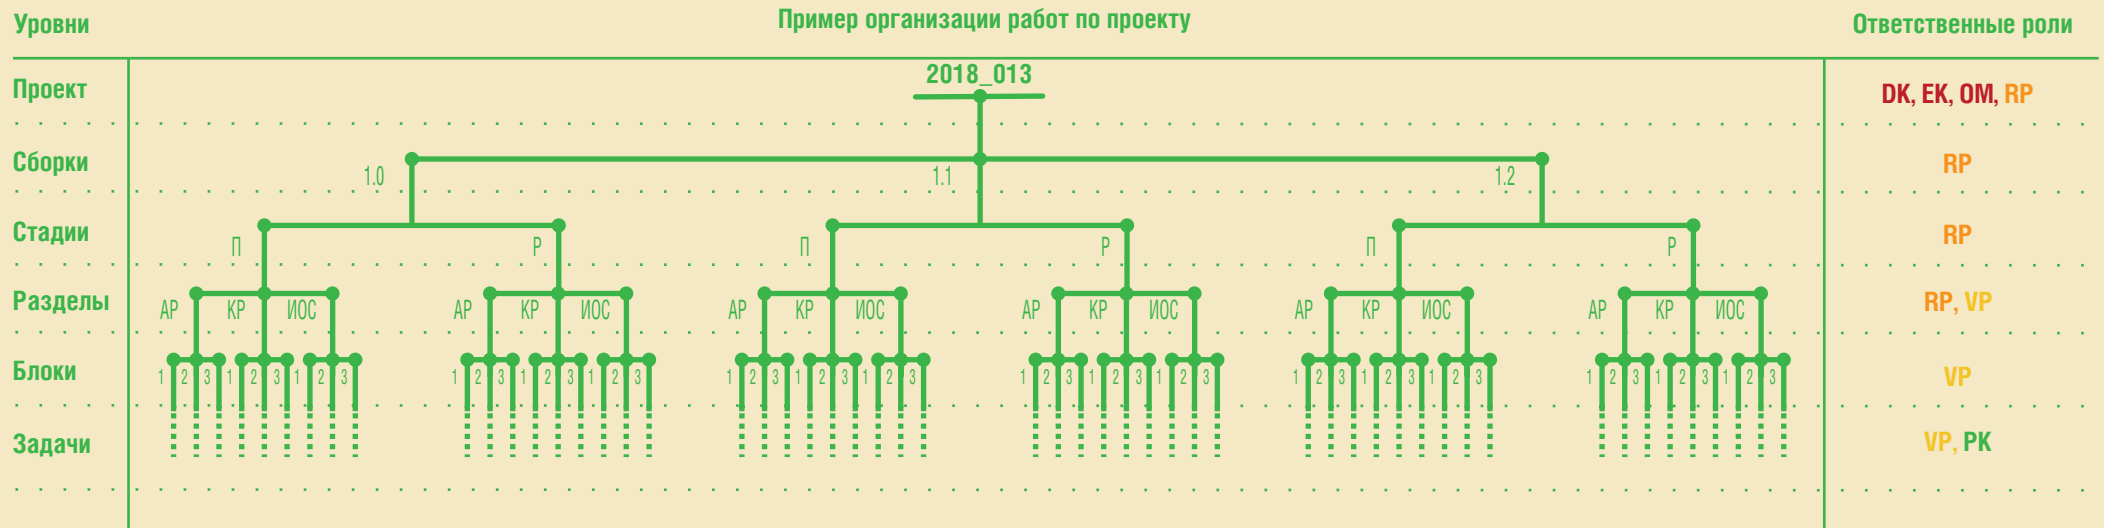 Уровни Пример организации работ по проекту Ответственные роли
Проект 2018_013 DK, EK, OM, RP
Сборки 1.0 1.1 1.2 RP
Стадии П Р П Р П Р RP
Разделы АР КР ИОС АР КР ИОС АР КР ИОС АР КР ИОС АР КР ИОС АР КР ИОС RP, VP
Блоки 1 2 3 1 2 3 1 2 3 1 2 3 1 2 3 1 2 3 1 2 3 1 2 3 1 2 3 1 2 3 1 2 3 1 2 3 1 2 3 1 2 3 1 2 3 1 2 3 1 2 3 1 2 3 VP
Задачи VP, PK